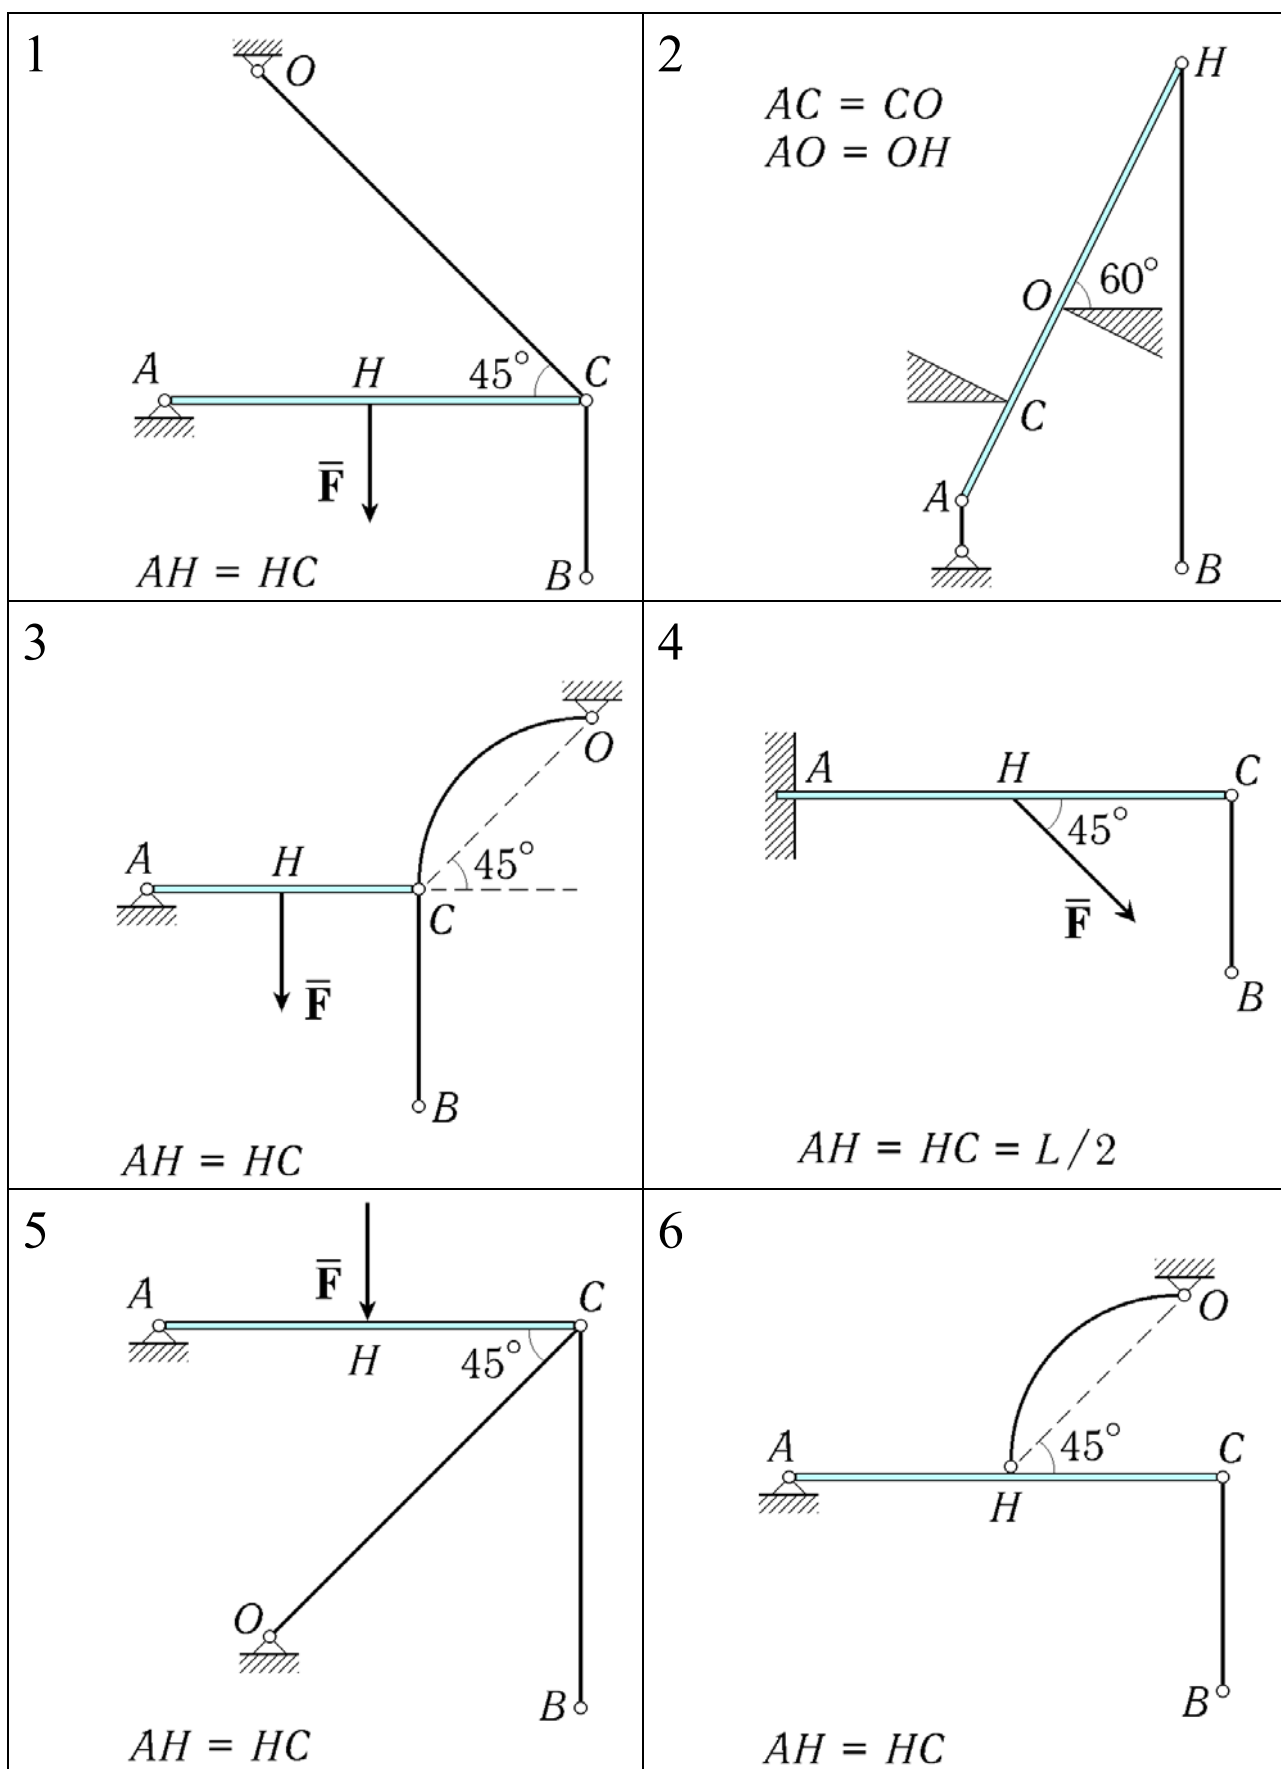 1
O
A
H
45°
C
F̅
AH = HC
B
2
H
AC = CO
AO = OH
O
60°
C
A
B
3
O
A
H
45°
C
F̅
B
AH = HC
4
A
H
C
45°
F̅
B
AH = HC = L/2
5
F̅
A
C
H
45°
O
B
AH = HC
6
O
A
45°
C
H
B
AH = HC